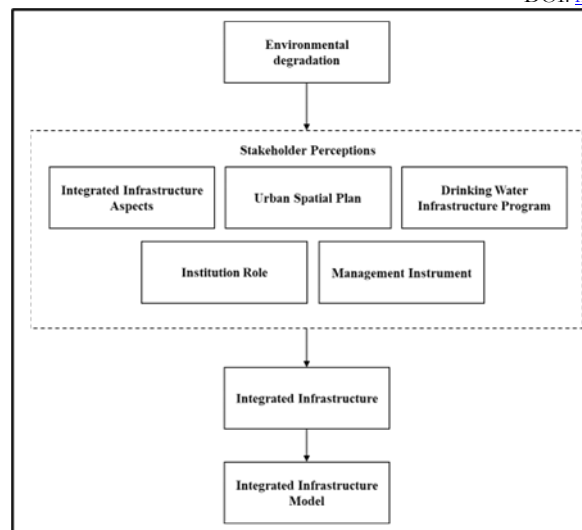 DOI:
Environmental
degradation
Stakeholder Perceptions
Integrated Infrastructure
Aspects
Urban Spatial Plan
Drinking Water
Infrastructure Program
Institution Role
Management Instrument
Integrated Infrastructure
Integrated Infrastructure
Model